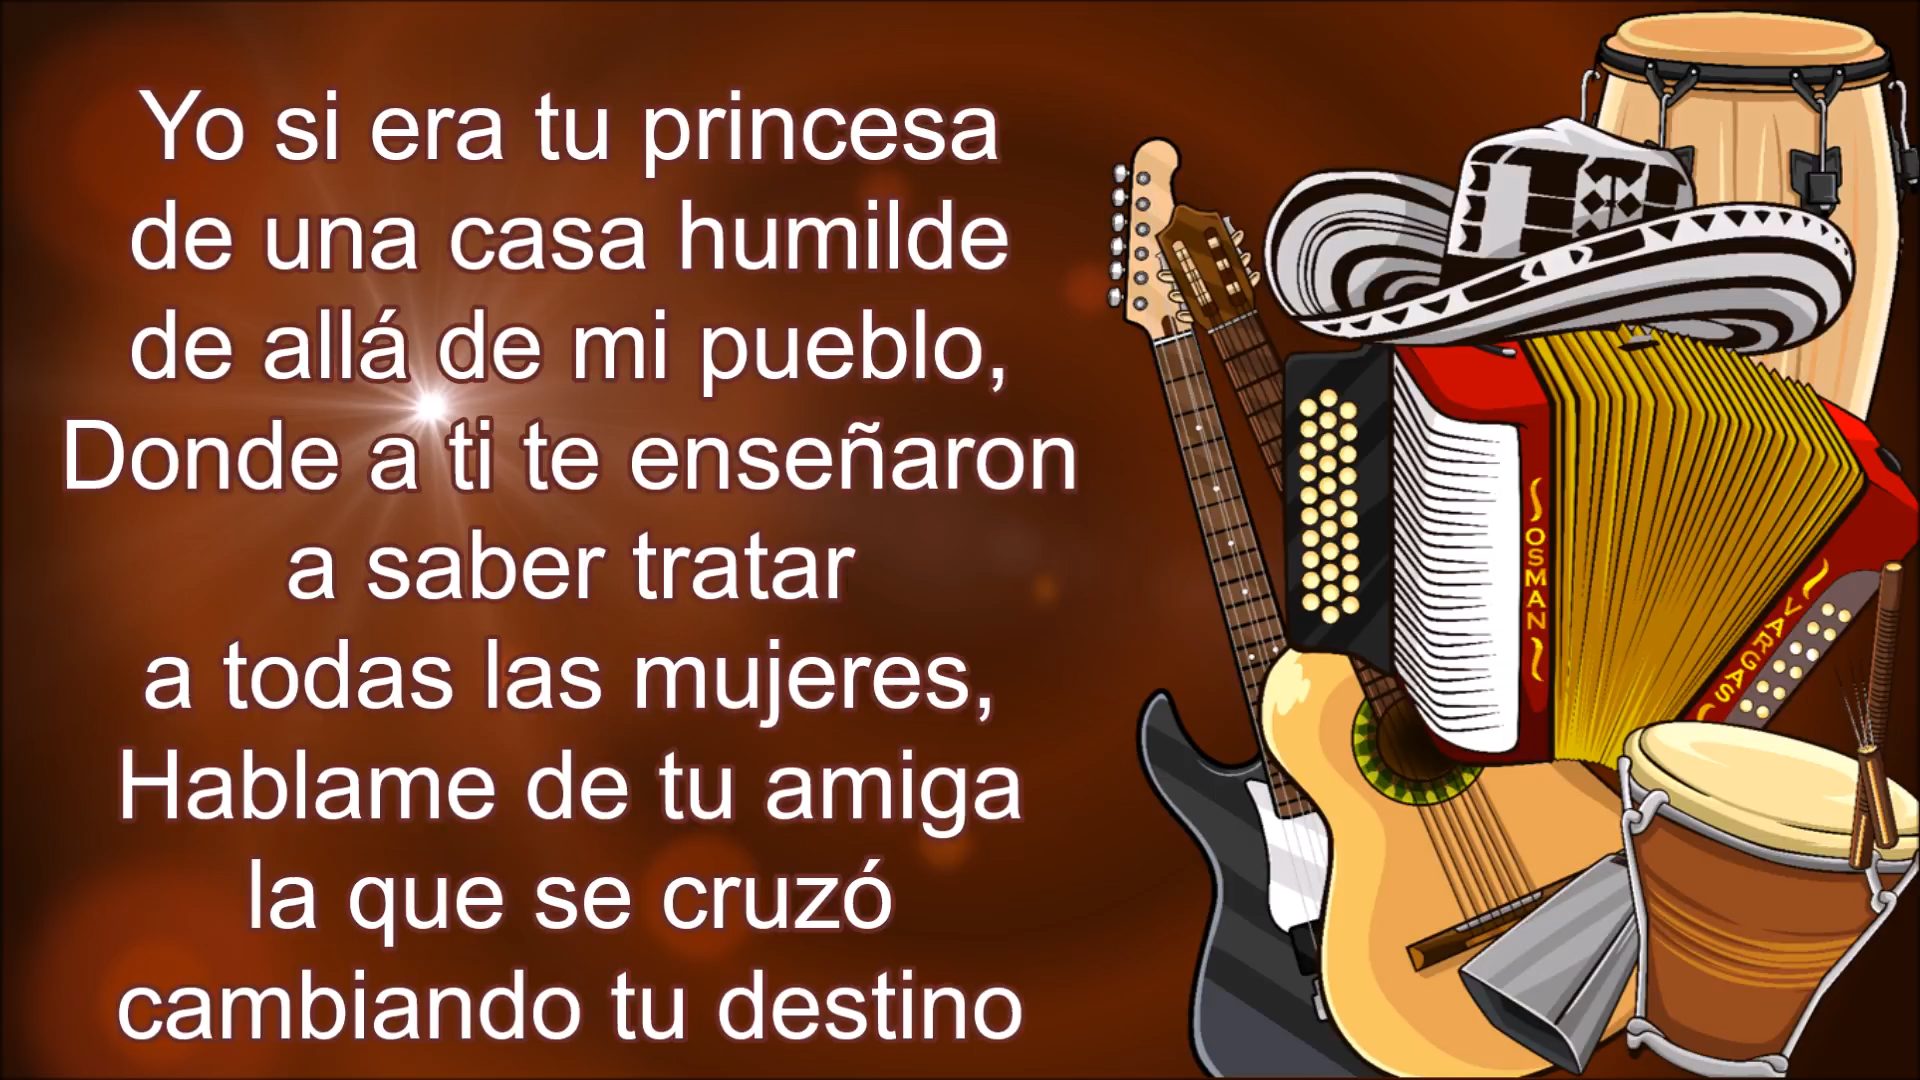 Yo si era tu princesa
de una casa humilde
de allá de mi pueblo,
Donde a ti te enseñaron
a saber tratar
a todas las mujeres,
Hablame de tu amiga
la que se cruzó
cambiando tu destino
OSMAN
VARGAS